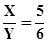 X/Y = 5/6